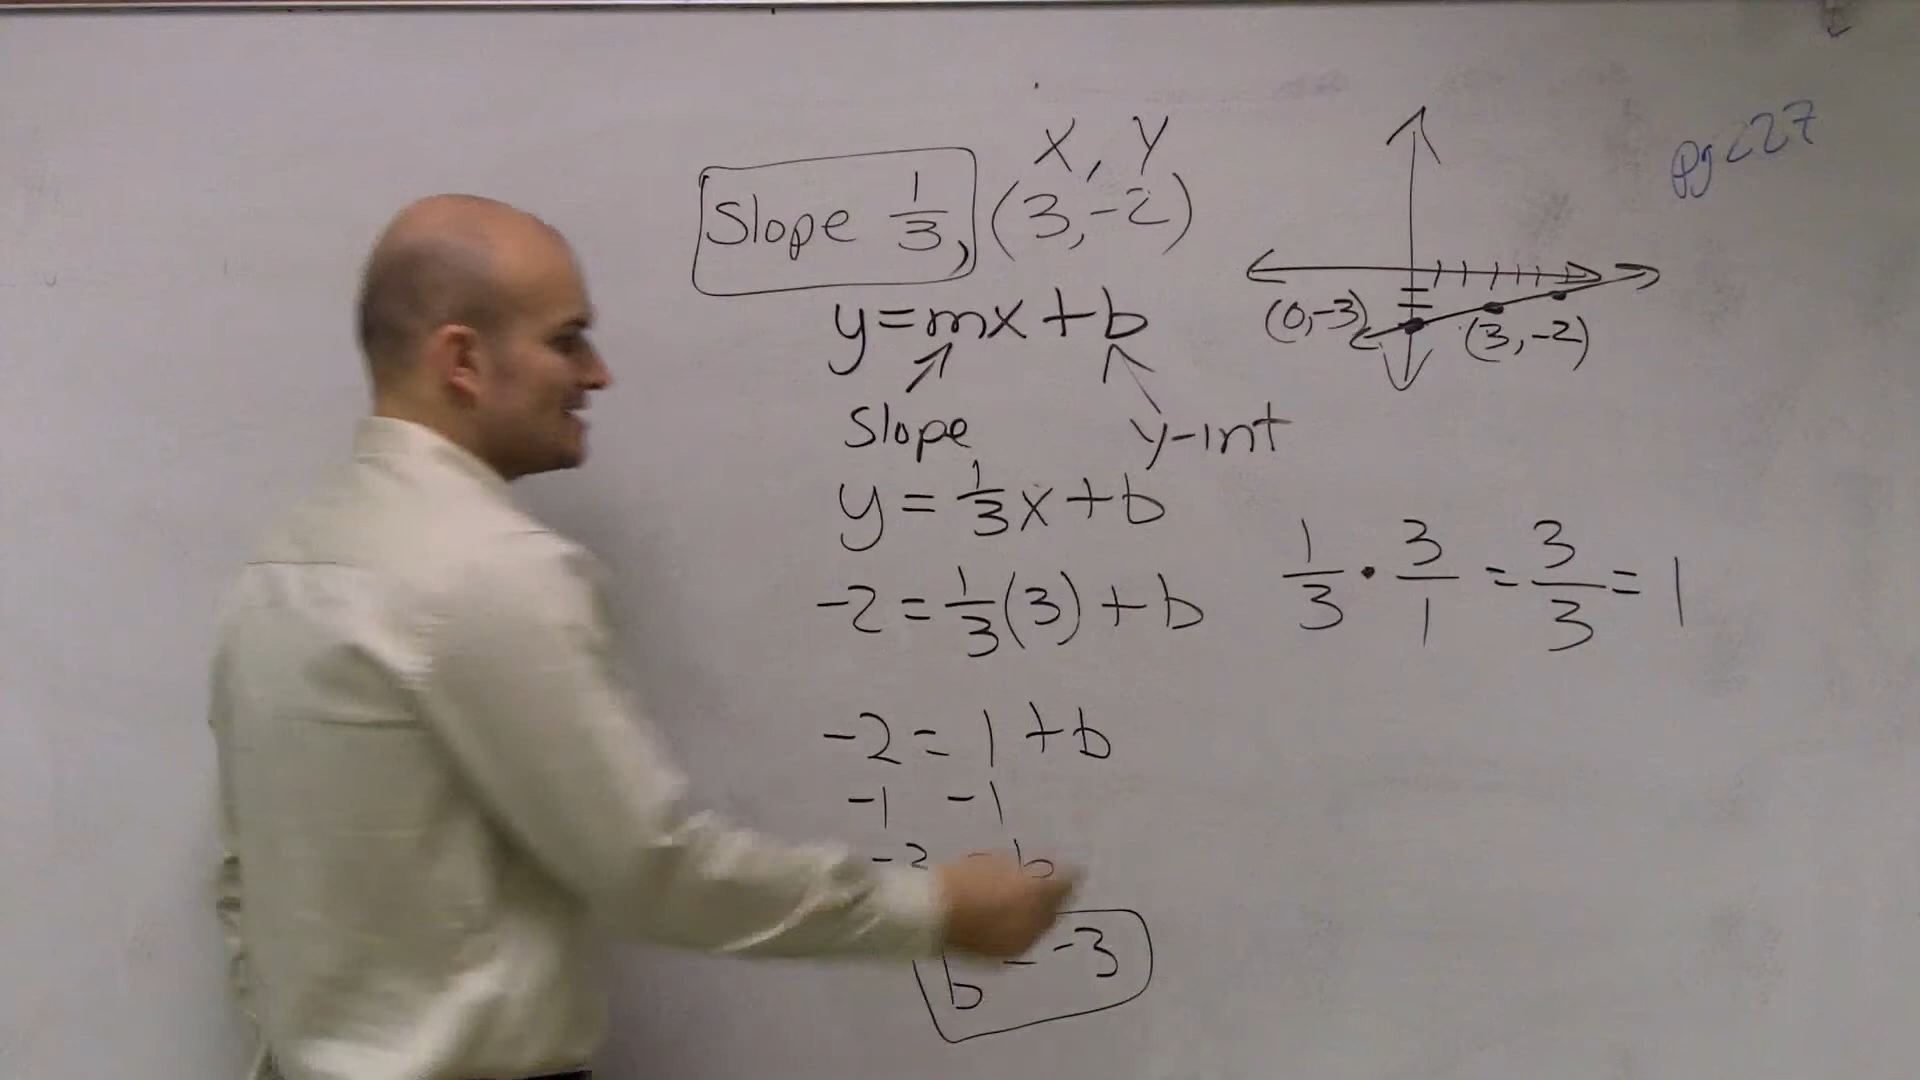 x, y
Slope 1/3, (3,-2)
y=mx+b
Slope
y-int
y=1/3x+b
-2=1/3(3)+b
-2=1+b
-1 -1
b=-3
1/3·3/1=3/3=1
(0,-3)
(3,-2)
pg 227